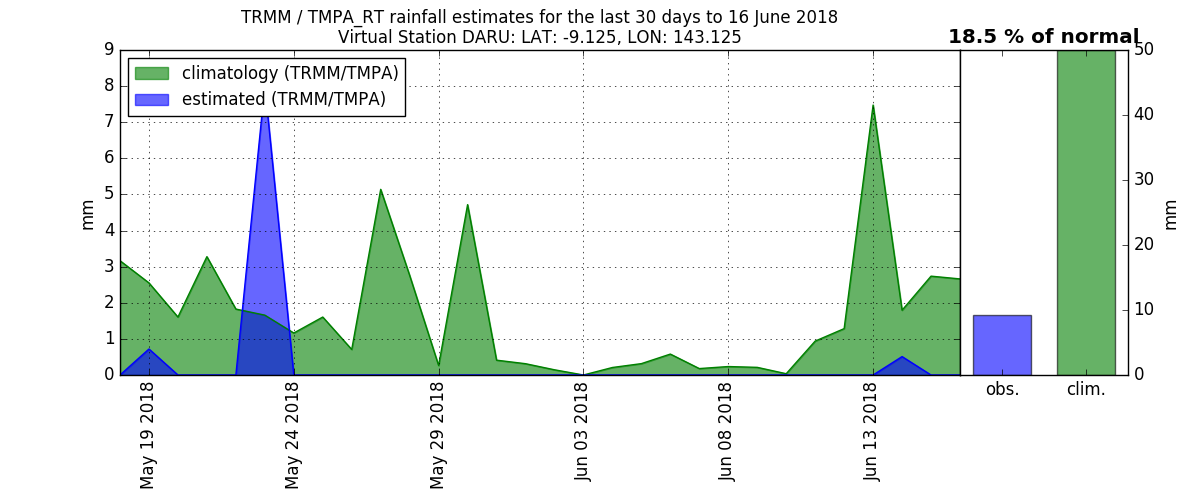 TRMM / TMPA_RT rainfall estimates for the last 30 days to 16 June 2018
Virtual Station DARU: LAT: -9.125, LON: 143.125
18.5 % of normal
climatology (TRMM/TMPA)
estimated (TRMM/TMPA)
9
8
7
6
5
4
3
2
1
0
mm
May 19 2018
May 24 2018
May 29 2018
Jun 03 2018
Jun 08 2018
Jun 13 2018
50
40
30
20
10
0
mm
obs.
clim.